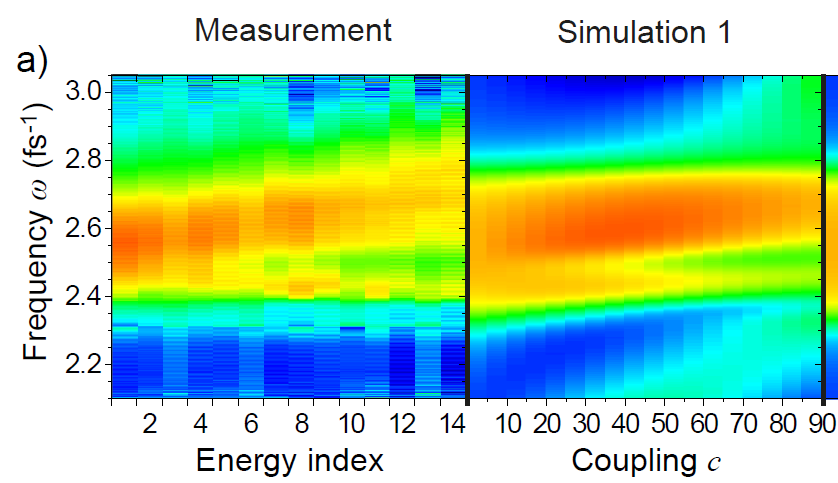 Measurement Simulation 1
a)
3.0
2.8
2.6
2.4
2.2
Frequency ω (fs-1)
2 4 6 8 10 12 14 10 20 30 40 50 60 70 80 90
Energy index Coupling c